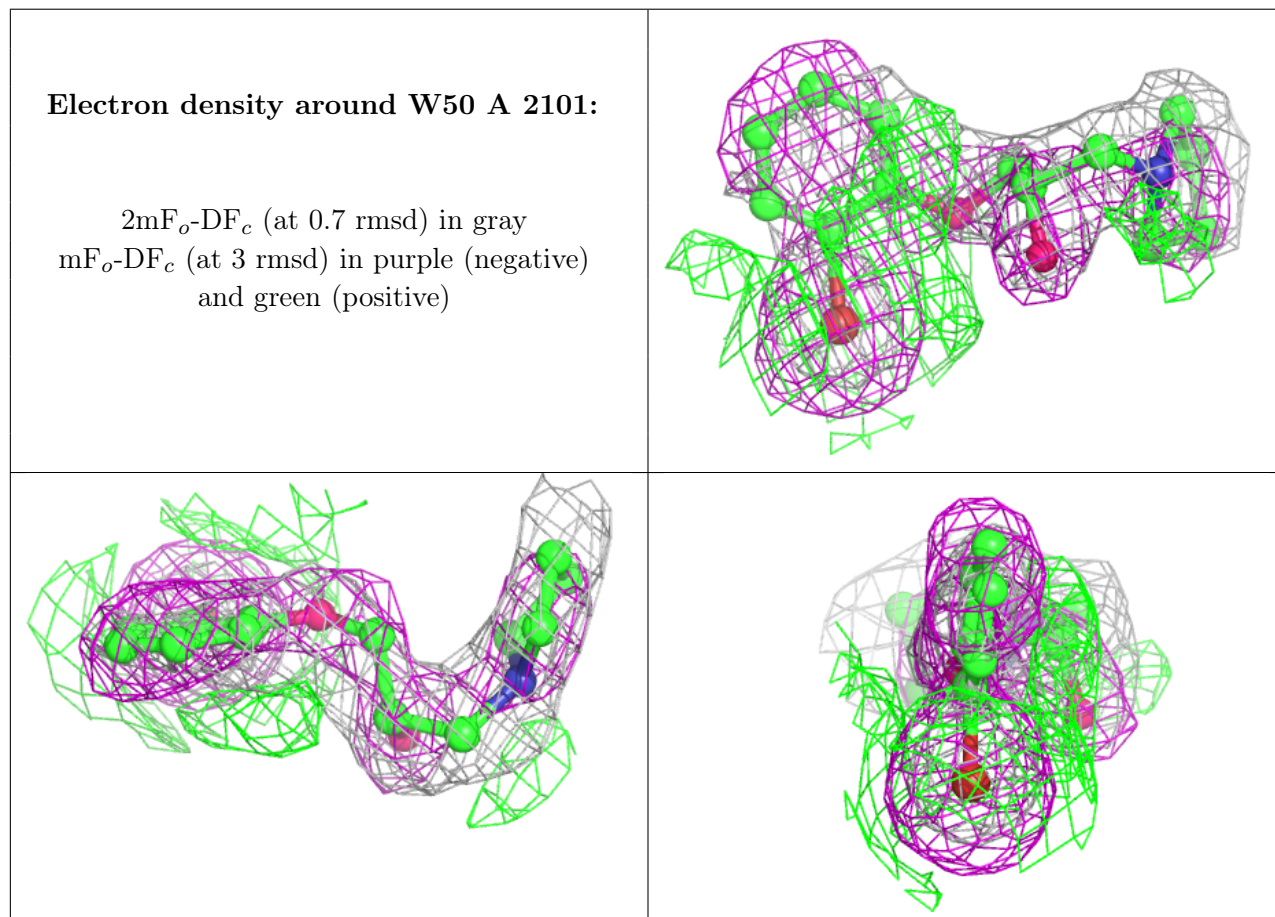 Electron density around W50 A 2101:
2mFo-DFc (at 0.7 rmsd) in gray
mFo-DFc (at 3 rmsd) in purple (negative)
and green (positive)